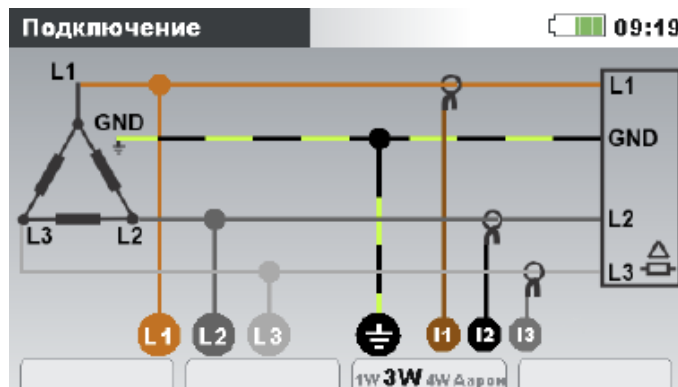 Подключение 09:19
L1 L1
GND GND
L3 L2 L2
L3
L1 L2 L3 I1 I2 I3
1W 3W 4W Аарон